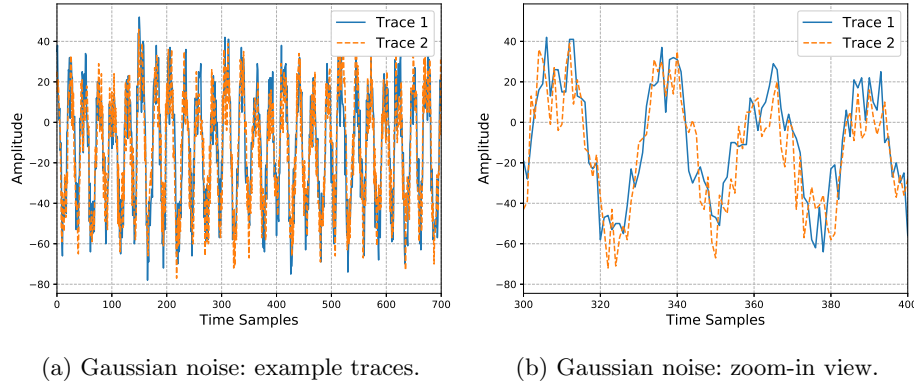 Trace 1
Trace 2
40
20
0
−20
−40
−60
−80
Amplitude
0 100 200 300 400 500 600 700
Time Samples
(a) Gaussian noise: example traces.
Trace 1
Trace 2
40
20
0
−20
−40
−60
−80
Amplitude
300 320 340 360 380 400
Time Samples
(b) Gaussian noise: zoom-in view.